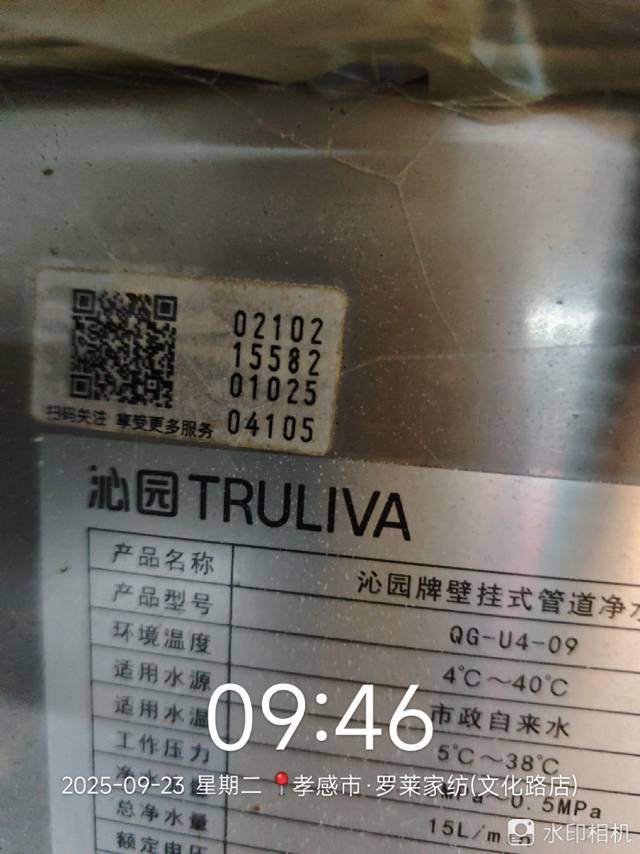 02102
15582
01025
04105
扫码关注 享受更多服务
沁园 TRULIVA
产品名称 沁园牌壁挂式管道净水
产品型号 QG-U4-09
环境温度 4℃～40℃
适用水源 市政自来水
适用水温 5℃～38℃
工作压力 MPa～0.5MPa
总净水量 15L/m
额定电压
09:46
2025-09-23 星期二 孝感市·罗莱家纺(文化路店)
水印相机